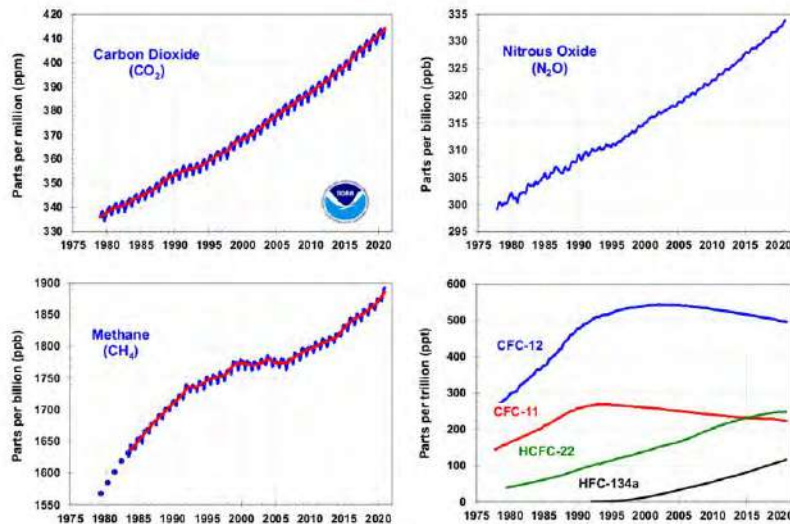 420
410
400
390
380
370
360
350
340
330
Parts per million (ppm)
Carbon Dioxide
(CO₂)
NOAA
1975 1980 1985 1990 1995 2000 2005 2010 2015 2020
335
330
325
320
315
310
305
300
295
Parts per billion (ppb)
Nitrous Oxide
(N₂O)
1975 1980 1985 1990 1995 2000 2005 2010 2015 2020
1900
1850
1800
1750
1700
1650
1600
1550
Parts per billion (ppb)
Methane
(CH₄)
1975 1980 1985 1990 1995 2000 2005 2010 2015 2020
600
500
400
300
200
100
0
Parts per trillion (ppt)
CFC-12
CFC-11
HCFC-22
HFC-134a
1975 1980 1985 1990 1995 2000 2005 2010 2015 2020